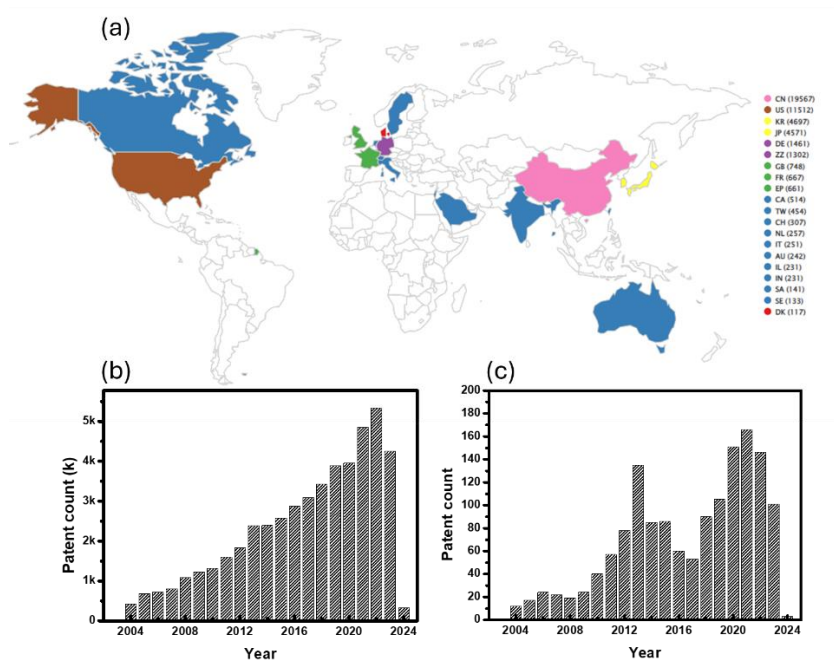 (a)
CN (19567)
US (11512)
KR (4697)
JP (4571)
DE (1461)
ZZ (1302)
GB (748)
FR (667)
EP (661)
CA (514)
TW (454)
CH (307)
NL (257)
IT (251)
AU (242)
IL (231)
IN (231)
SA (141)
SE (133)
DK (117)
(b)
Patent count (k)
5k
4k
3k
2k
1k
0
2004 2008 2012 2016 2020 2024
Year
(c)
Patent count
200
180
160
140
120
100
80
60
40
20
0
2004 2008 2012 2016 2020 2024
Year